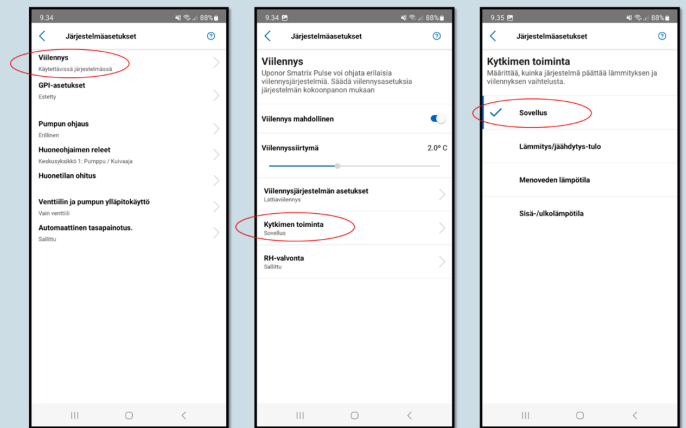 9.34
88%
Järjestelmäasetukset
Viilennys
Käytettävissä järjestelmässä
GPI-asetukset
Estetty
Pumpun ohjaus
Erillinen
Huoneohjaimen releet
Keskusyksikkö 1: Pumppu / Kuivaaja
Huonetilan ohitus
Venttiilin ja pumpun ylläpitokäyttö
Vain venttiili
Automaattinen tasapainotus.
Sallittu
9.34
88%
Järjestelmäasetukset
Viilennys
Uponor Smatrix Pulse voi ohjata erilaisia
viilennysjärjestelmiä. Säädä viilennysasetuksia
järjestelmän kokoonpanon mukaan
Viilennys mahdollinen
Viilennyssiirtymä 2.0° C
Viilennysjärjestelmän asetukset
Lattiaviilennys
Kytkimen toiminta
Sovellus
RH-valvonta
Sallittu
9.35
88%
Järjestelmäasetukset
Kytkimen toiminta
Määrittää, kuinka järjestelmä päättää lämmityksen ja
viilennyksen vaihtelusta.
Sovellus
Lämmitys/jäähdytys-tulo
Menoveden lämpötila
Sisä-/ulkolämpötila